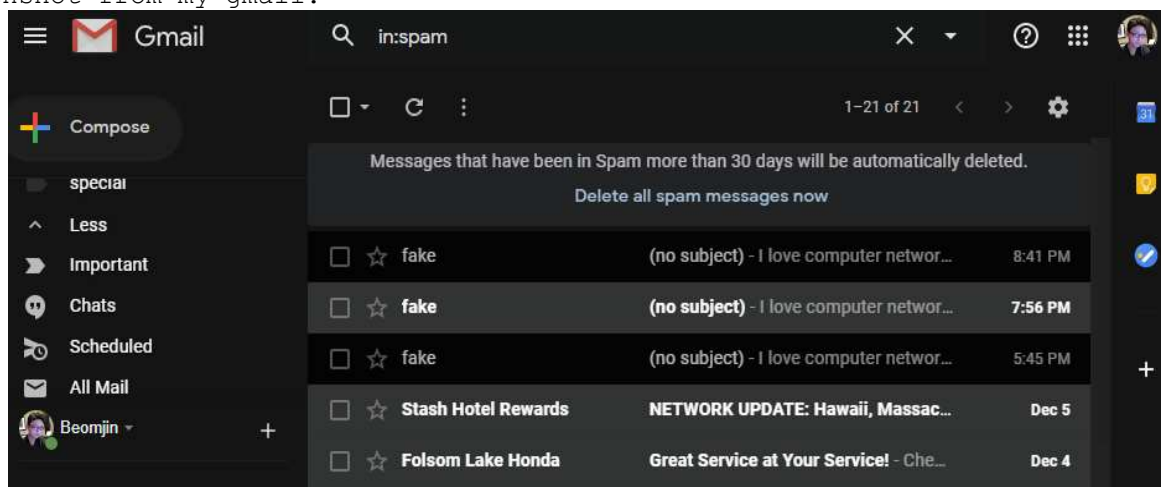 Gmail
in:spam
Compose
1–21 of 21
31
Messages that have been in Spam more than 30 days will be automatically deleted.
Delete all spam messages now
special
Less
Important
Chats
Scheduled
All Mail
Beomjin
fake (no subject) - I love computer networ... 8:41 PM
fake (no subject) - I love computer networ... 7:56 PM
fake (no subject) - I love computer networ... 5:45 PM
Stash Hotel Rewards NETWORK UPDATE: Hawaii, Massac... Dec 5
Folsom Lake Honda Great Service at Your Service! - Che... Dec 4